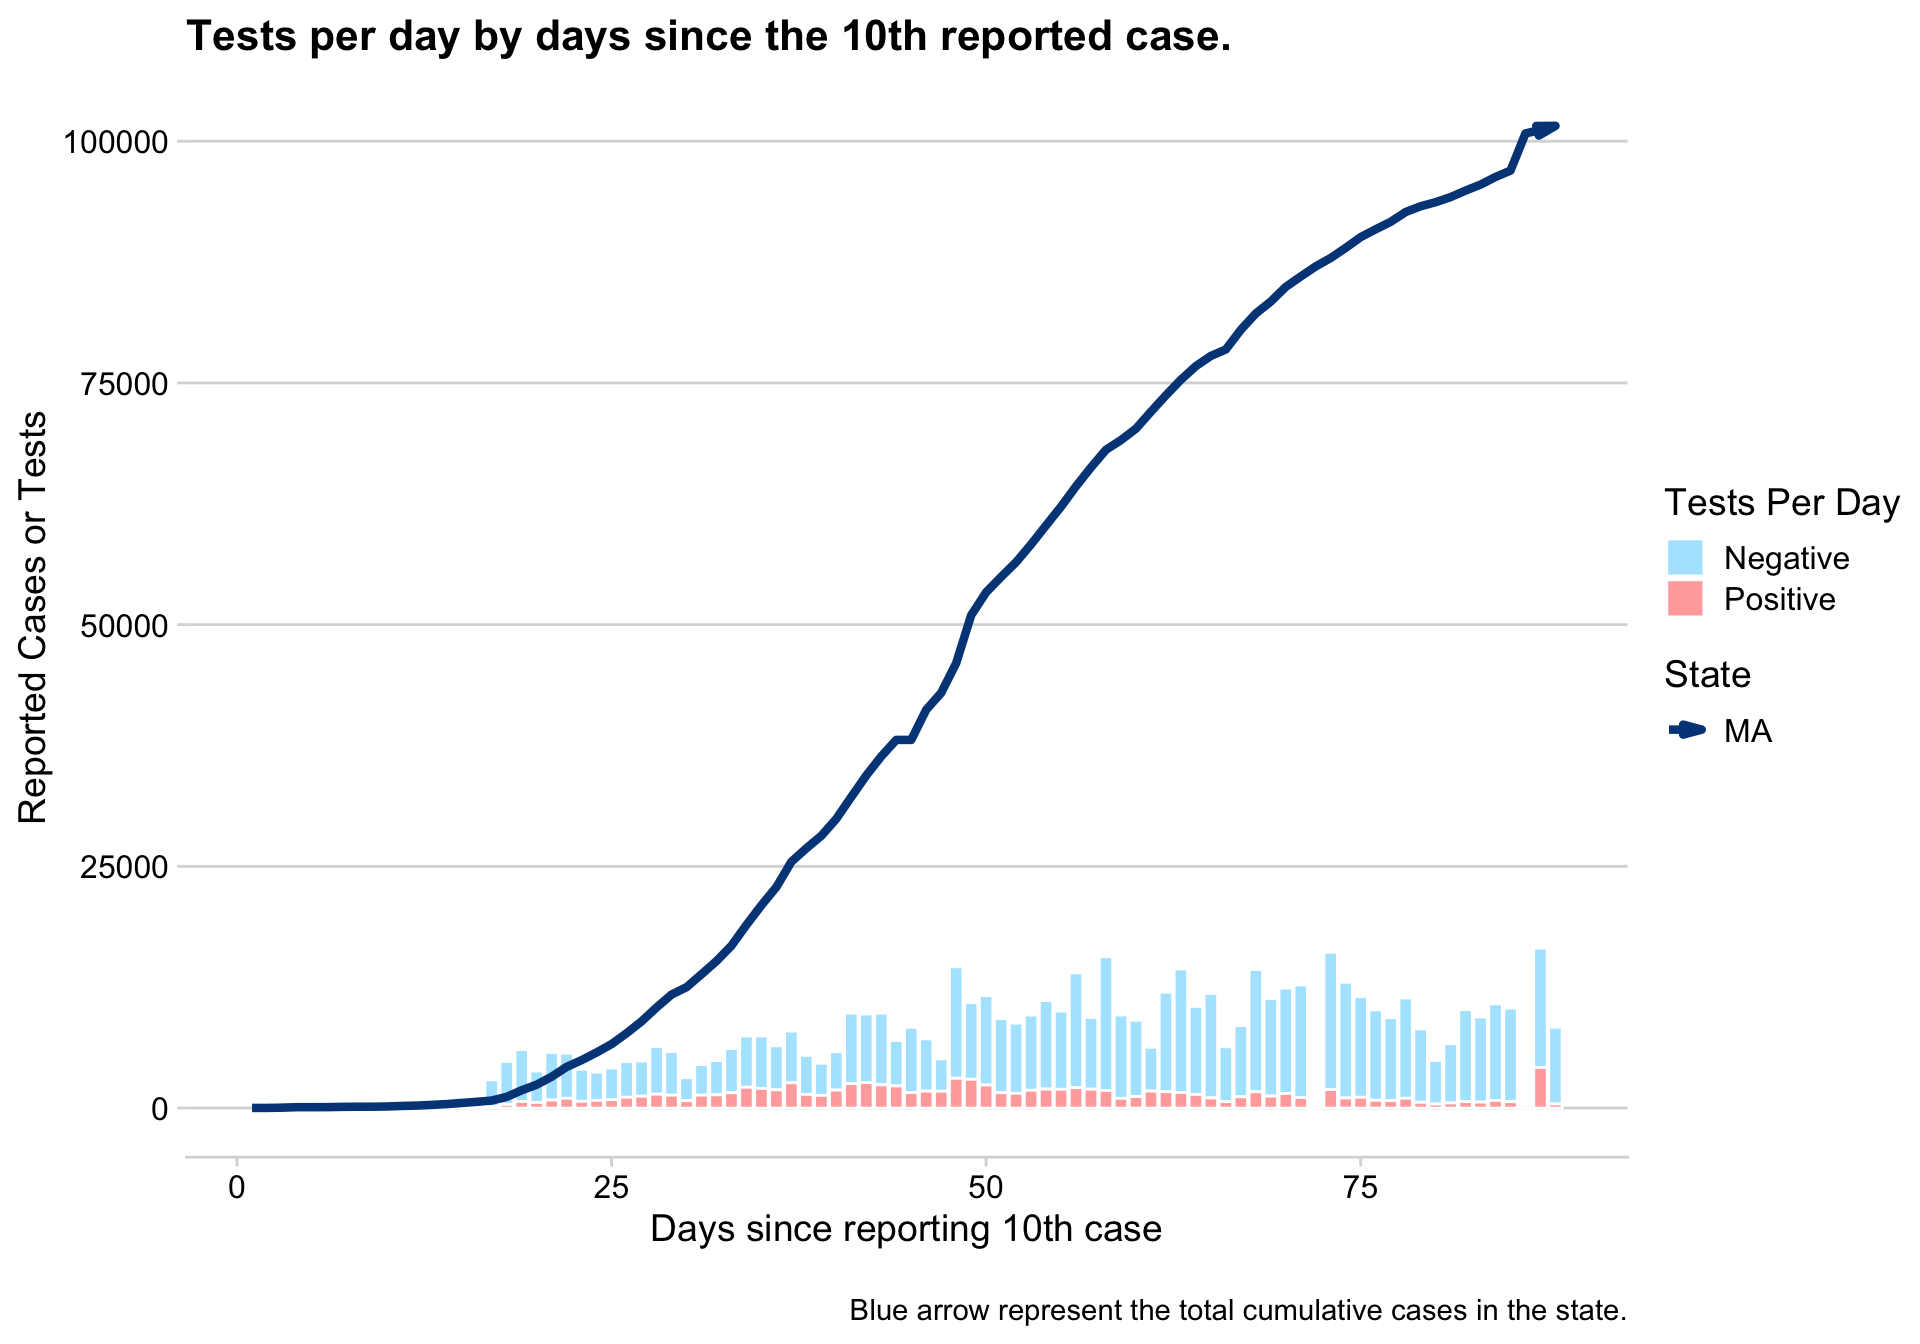 Tests per day by days since the 10th reported case.
100000
75000
50000
25000
0
Reported Cases or Tests
0 25 50 75
Days since reporting 10th case
Tests Per Day
Negative
Positive
State
MA
Blue arrow represent the total cumulative cases in the state.